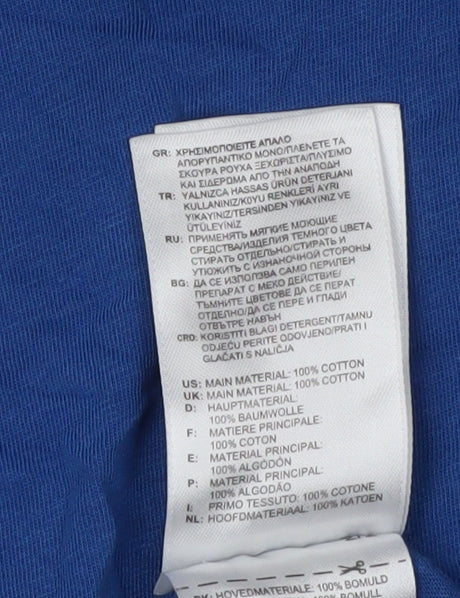 GR: ΧΡΗΣΙΜΟΠΟΙΕΙΤΕ ΑΠΑΛΟ
ΑΠΟΡΥΠΑΝΤΙΚΟ ΜΟΝΟ/ΠΛΕΝΕΤΕ ΤΑ
ΣΚΟΥΡΑ ΡΟΥΧΑ ΞΕΧΩΡΙΣΤΑ/ΠΛΥΣΙΜΟ
ΚΑΙ ΣΙΔΕΡΩΜΑ ΑΠΟ ΤΗΝ ΑΝΑΠΟΔΗ
TR: YALNIZCA HASSAS ÜRÜN DETERJANI
KULLANINIZ/KOYU RENKLERİ AYRI
YIKAYINIZ/TERSİNDEN YIKAYINIZ VE
ÜTÜLEYİNİZ
RU: ПРИМЕНЯТЬ МЯГКИЕ МОЮЩИЕ
СРЕДСТВА/ИЗДЕЛИЯ ТЕМНОГО ЦВЕТА
СТИРАТЬ ОТДЕЛЬНО/СТИРАТЬ И
УТЮЖИТЬ С ИЗНАНОЧНОЙ СТОРОНЫ
BG: ДА СЕ ИЗПОЛЗВА САМО ПЕРИЛЕН
ПРЕПАРАТ С МЕКО ДЕЙСТВИЕ/
ТЪМНИТЕ ЦВЕТОВЕ ДА СЕ ПЕРАТ
ОТДЕЛНО/ДА СЕ ПЕРЕ И ГЛАДИ
ОТВЪТРЕ НАВЪН
CRO: KORISTITI BLAGI DETERGENT/TAMNU
ODJEĆU PERITE ODOVJENO/PRATI I
GLAČATI S NALIČJA
US: MAIN MATERIAL: 100% COTTON
UK: MAIN MATERIAL: 100% COTTON
D: HAUPTMATERIAL:
100% BAUMWOLLE
F: MATIERE PRINCIPALE:
100% COTON
E: MATERIAL PRINCIPAL:
100% ALGODÓN
P: MATERIAL PRINCIPAL:
100% ALGODÃO
I: PRIMO TESSUTO: 100% COTONE
NL: HOOFDMATERIAAL: 100% KATOEN
DK: HOVEDMATERIALE: 100% BOMULD